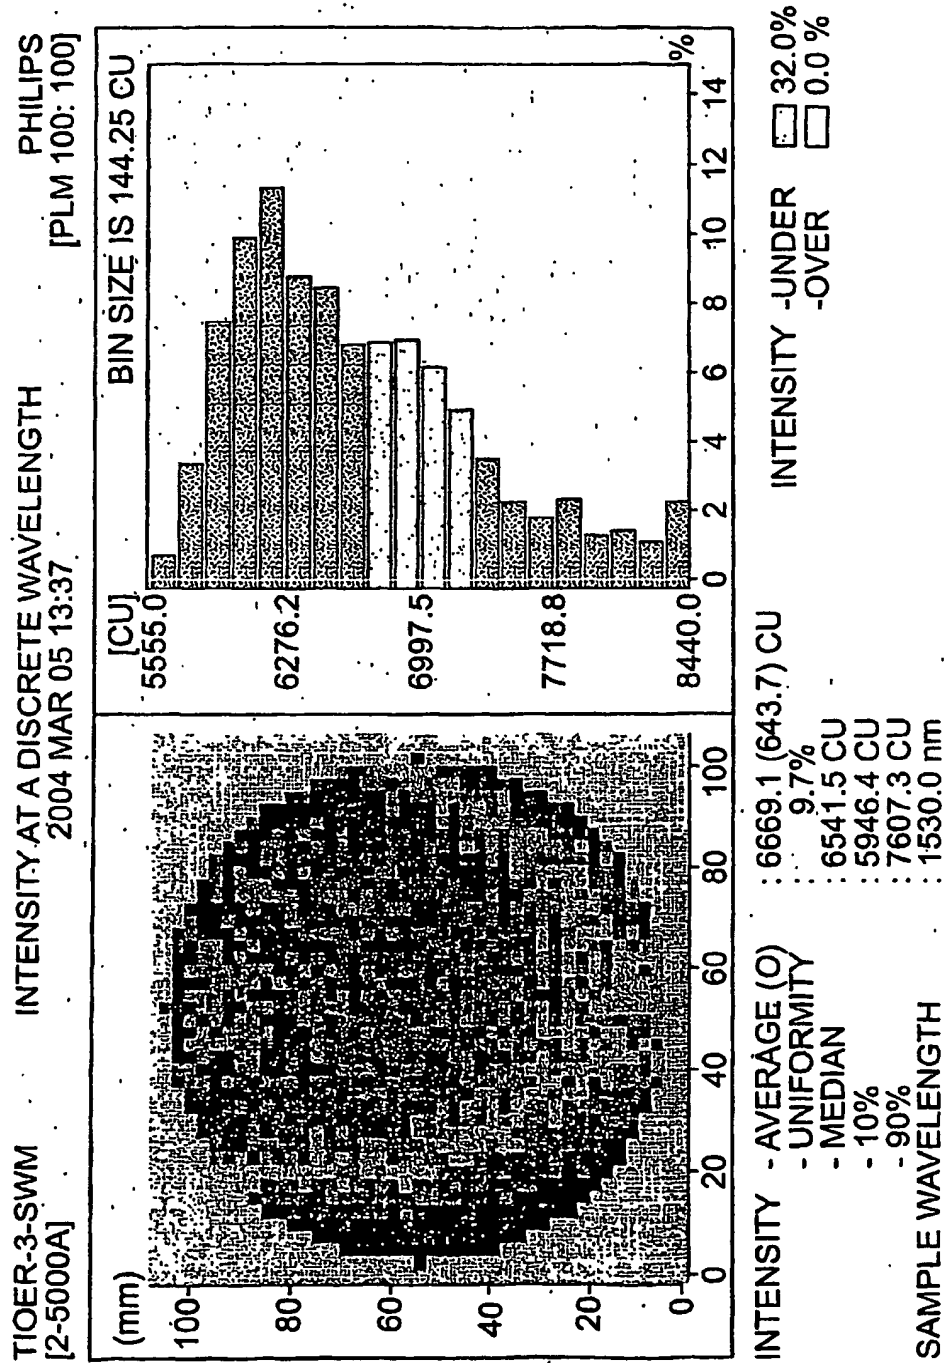 TIOER-3-SWM INTENSITY AT A DISCRETE WAVELENGTH PHILIPS
[2-5000A] 2004 MAR 05 13:37 [PLM 100: 100]
(mm)
100
80
60
40
20
0
0 20 40 60 80 100
[CU] BIN SIZE IS 144.25 CU
5555.0
6276.2
6997.5
7718.8
8440.0
0 2 4 6 8 10 12 14 %
INTENSITY - AVERAGE (O) : 6669.1 (643.7) CU
- UNIFORMITY : 9.7%
- MEDIAN : 6541.5 CU
- 10% : 5946.4 CU
- 90% : 7607.3 CU
SAMPLE WAVELENGTH : 1530.0 nm
INTENSITY -UNDER 32.0%
-OVER 0.0 %